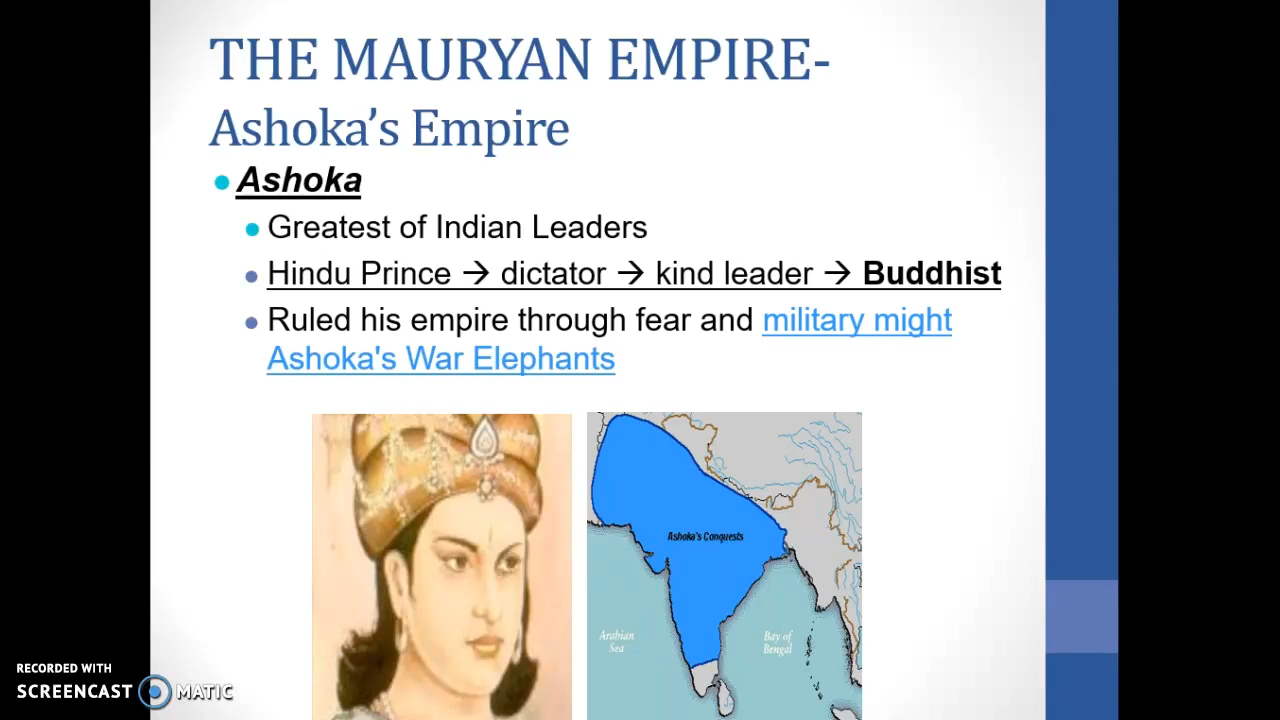 THE MAURYAN EMPIRE-
Ashoka’s Empire
Ashoka
Greatest of Indian Leaders
Hindu Prince → dictator → kind leader → Buddhist
Ruled his empire through fear and military might
Ashoka's War Elephants
Ashoka's Conquests
Arabian
Sea
Bay of
Bengal
RECORDED WITH
SCREENCAST MATIC